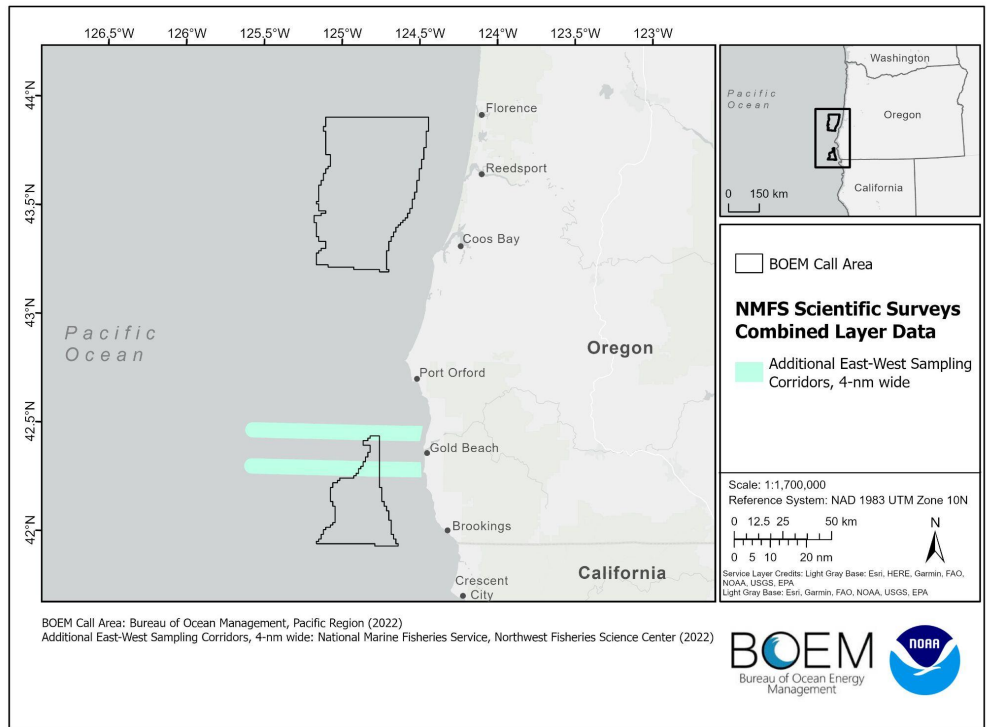 126.5°W 126°W 125.5°W 125°W 124.5°W 124°W 123.5°W 123°W
44°N
43.5°N
43°N
42.5°N
42°N
Florence
Reedsport
Coos Bay
Pacific
Ocean
Oregon
Port Orford
Gold Beach
Brookings
California
Crescent
City
Washington
Pacific
Ocean
Oregon
California
0 150 km
BOEM Call Area
NMFS Scientific Surveys
Combined Layer Data
Additional East-West Sampling
Corridors, 4-nm wide
Scale: 1:1,700,000
Reference System: NAD 1983 UTM Zone 10N
0 12.5 25 50 km
0 5 10 20 nm
N
Service Layer Credits: Light Gray Base: Esri, HERE, Garmin, FAO,
NOAA, USGS, EPA
Light Gray Base: Esri, Garmin, FAO, NOAA, USGS, EPA
BOEM Call Area: Bureau of Ocean Management, Pacific Region (2022)
Additional East-West Sampling Corridors, 4-nm wide: National Marine Fisheries Service, Northwest Fisheries Science Center (2022)
BOEM
Bureau of Ocean Energy
Management
NOAA